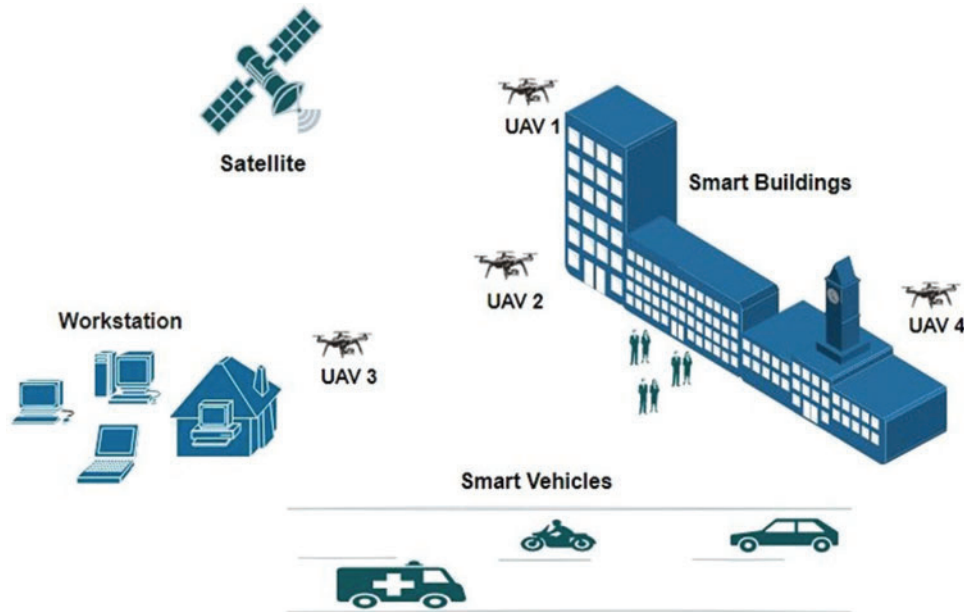 UAV 1
Satellite
Smart Buildings
UAV 2
UAV 4
Workstation
UAV 3
Smart Vehicles